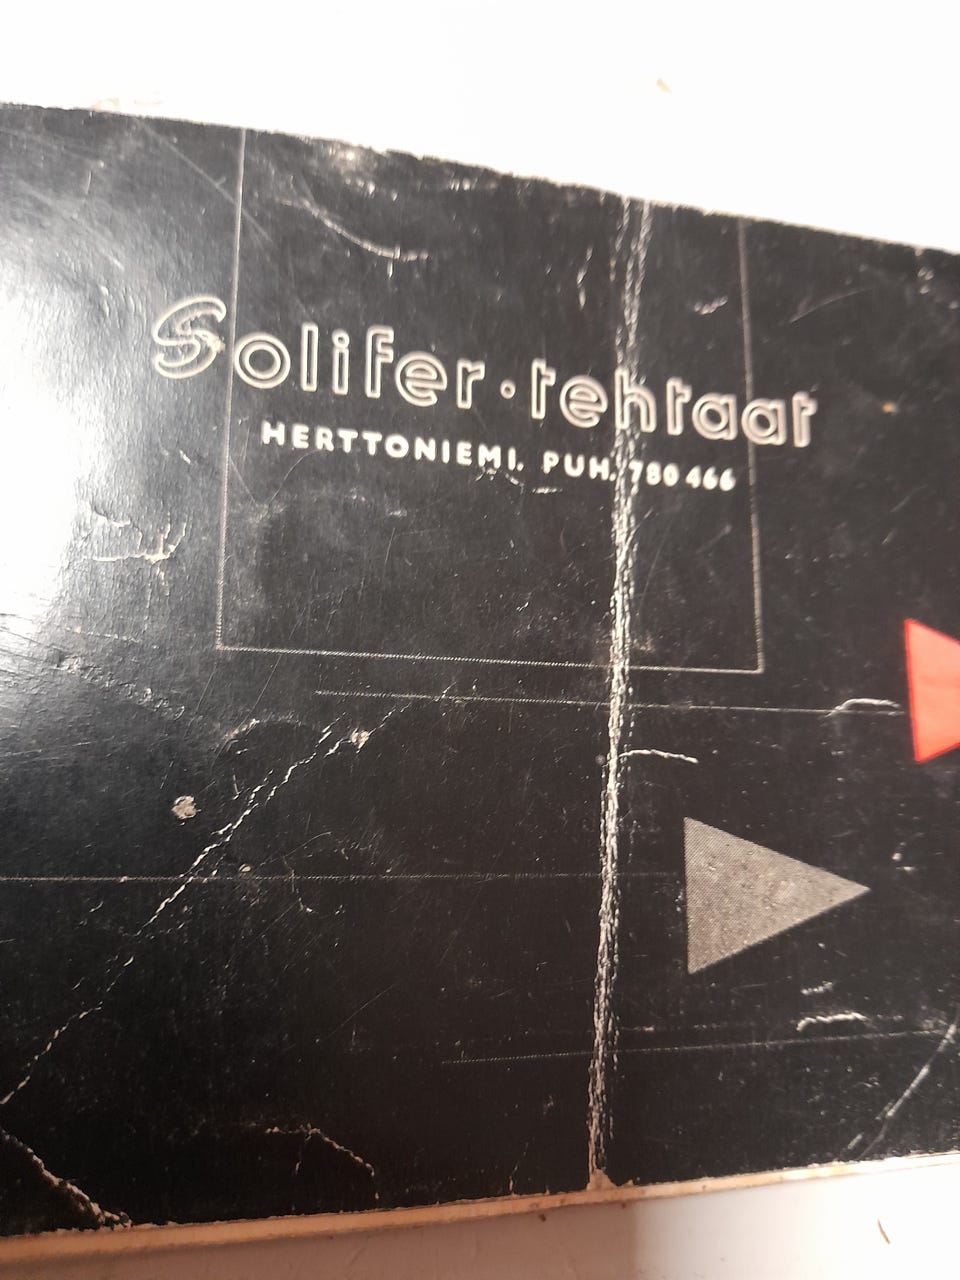 Solifer·tehtaat
HERTTONIEMI. PUH. 780 466